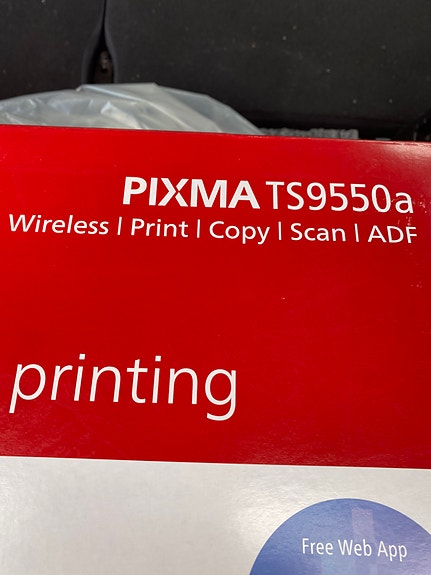 PIXMA TS9550a
Wireless | Print | Copy | Scan | ADF
printing
Free Web App